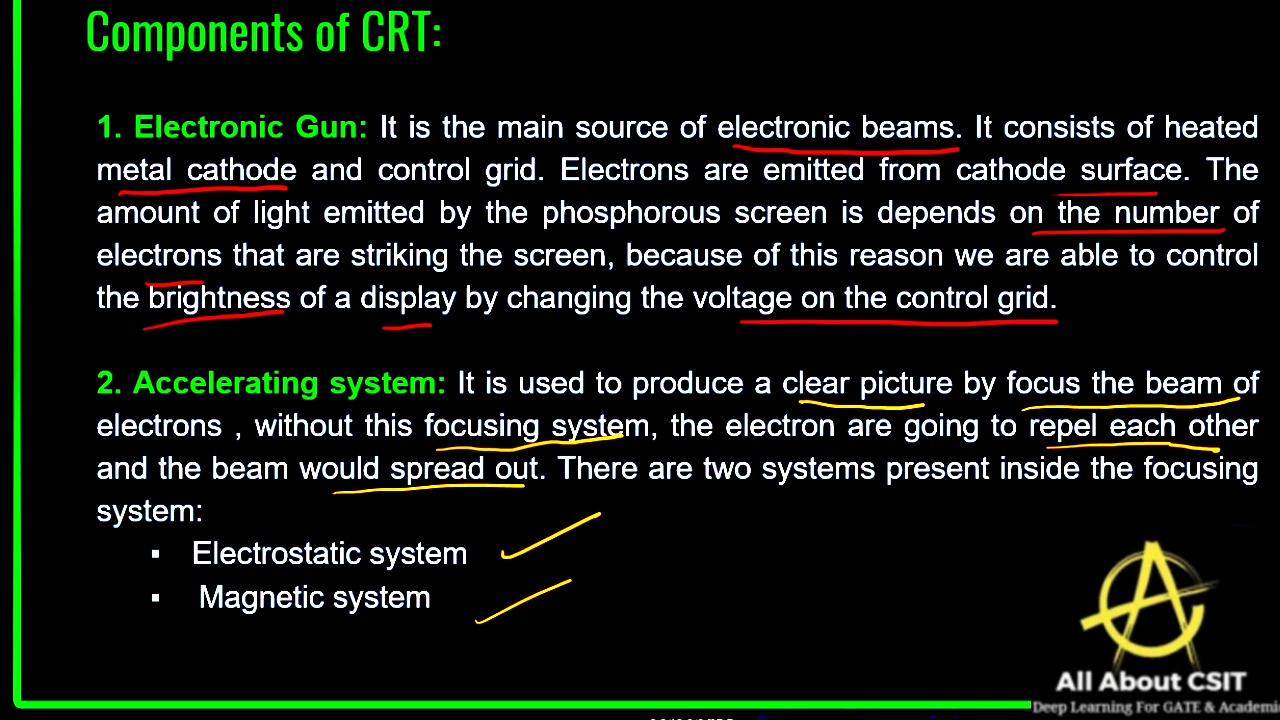 Components of CRT:
1. Electronic Gun: It is the main source of electronic beams. It consists of heated
metal cathode and control grid. Electrons are emitted from cathode surface. The
amount of light emitted by the phosphorous screen is depends on the number of
electrons that are striking the screen, because of this reason we are able to control
the brightness of a display by changing the voltage on the control grid.
2. Accelerating system: It is used to produce a clear picture by focus the beam of
electrons , without this focusing system, the electron are going to repel each other
and the beam would spread out. There are two systems present inside the focusing
system:
▪ Electrostatic system
▪ Magnetic system
All About CSIT
Deep Learning For GATE & Academi